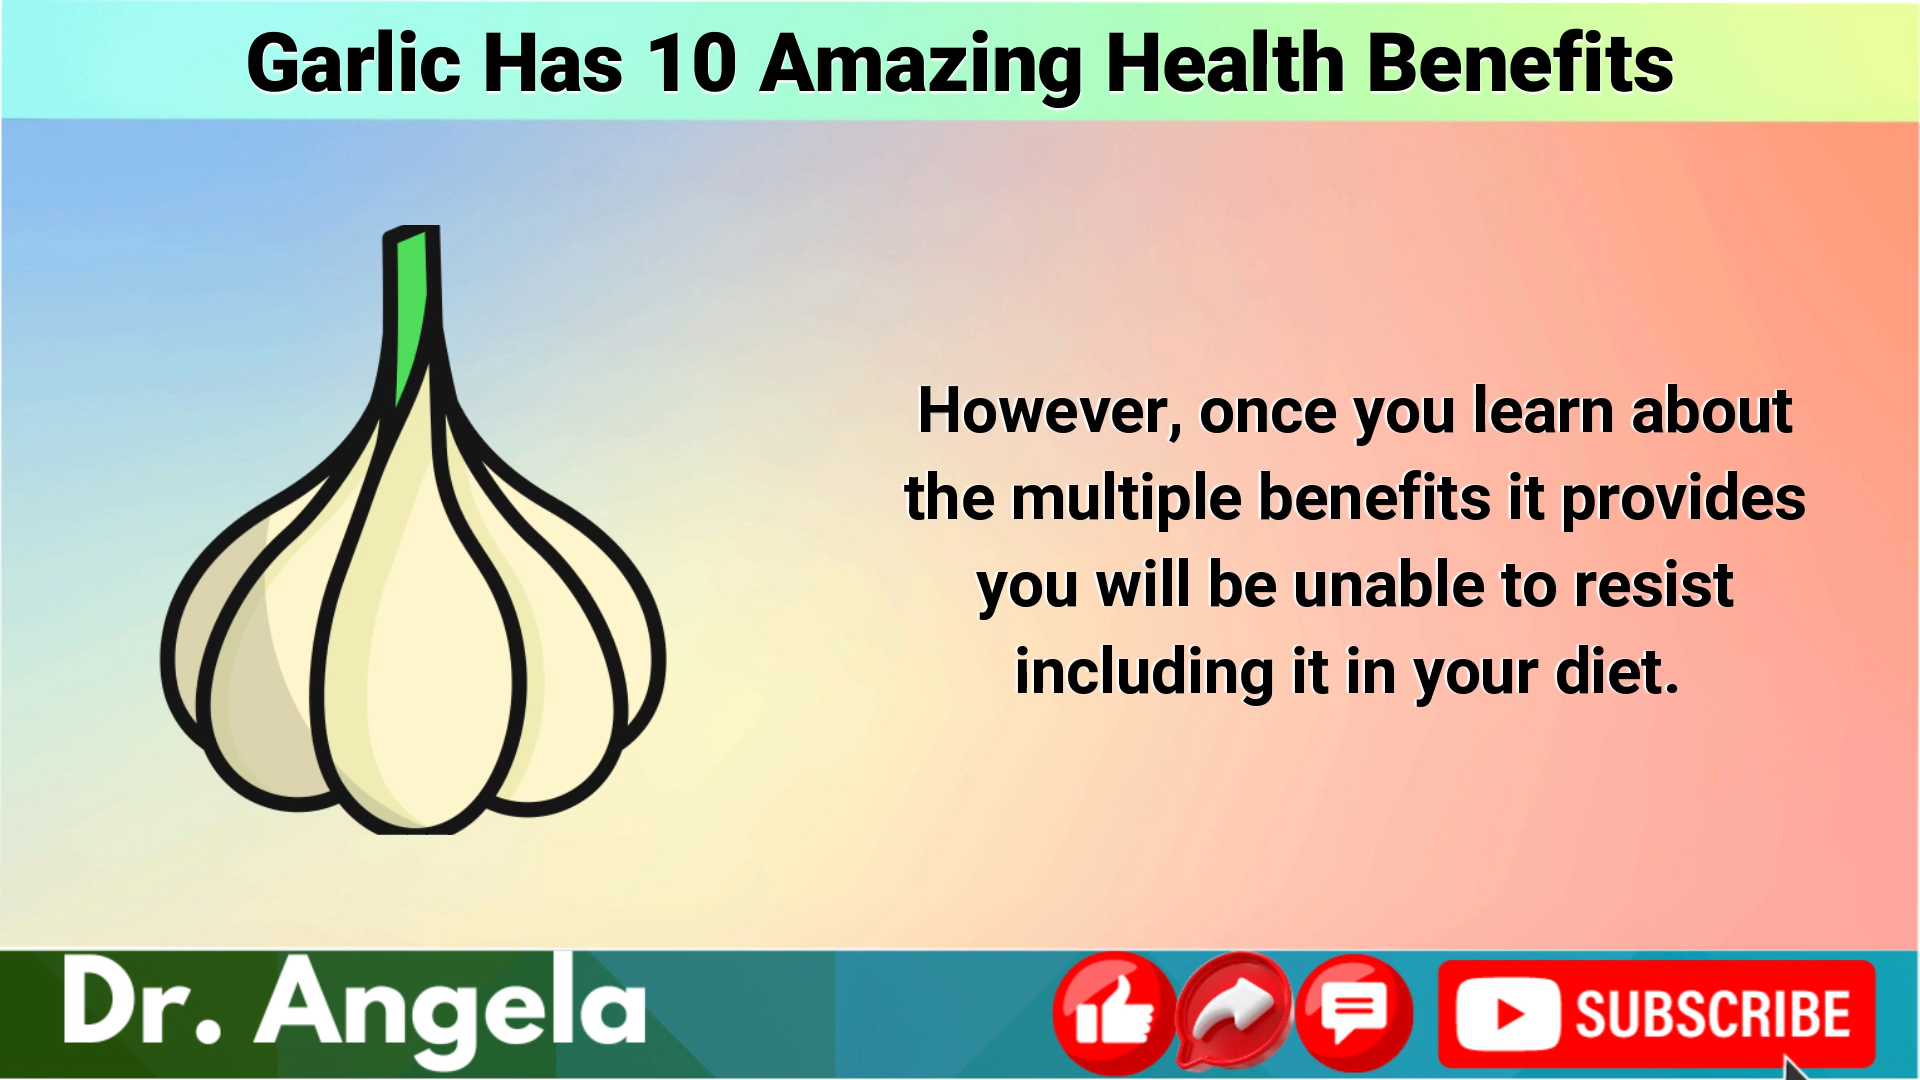 Garlic Has 10 Amazing Health Benefits
However, once you learn about
the multiple benefits it provides
you will be unable to resist
including it in your diet.
Dr. Angela
SUBSCRIBE